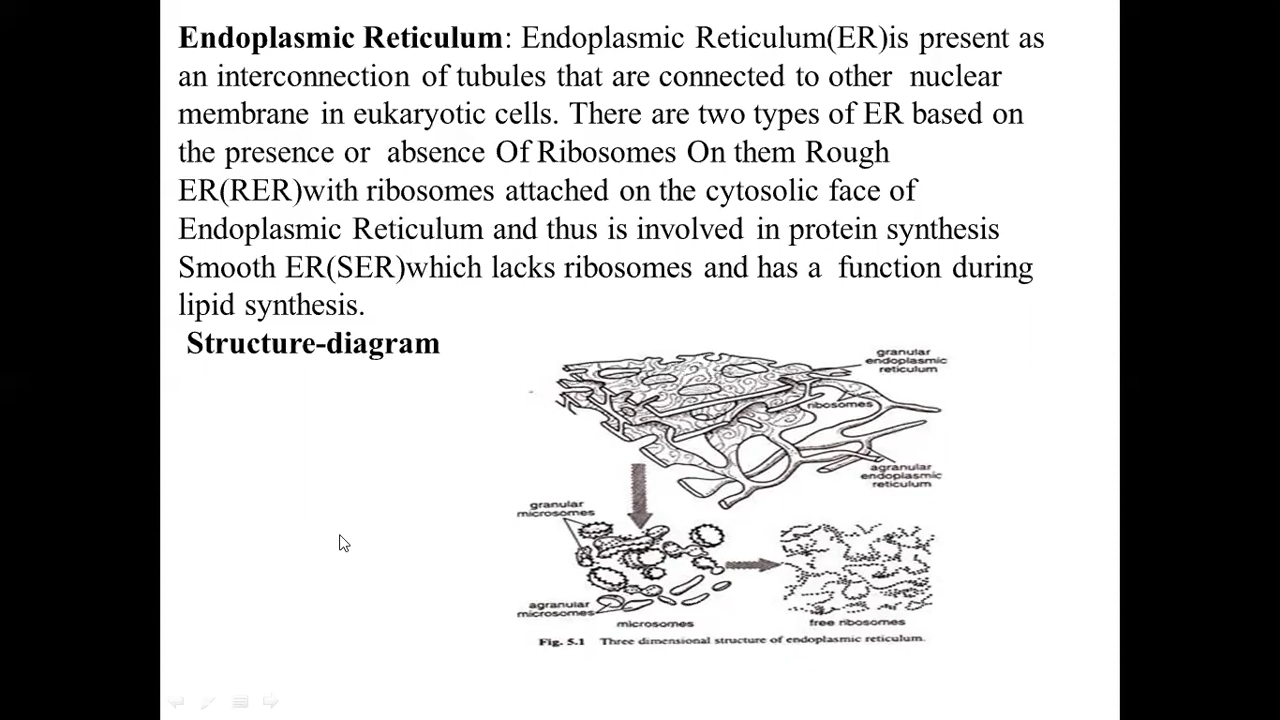 Endoplasmic Reticulum: Endoplasmic Reticulum(ER)is present as
an interconnection of tubules that are connected to other nuclear
membrane in eukaryotic cells. There are two types of ER based on
the presence or absence Of Ribosomes On them Rough
ER(RER)with ribosomes attached on the cytosolic face of
Endoplasmic Reticulum and thus is involved in protein synthesis
Smooth ER(SER)which lacks ribosomes and has a function during
lipid synthesis.
Structure-diagram
granular
endoplasmic
reticulum
ribosomes
agranular
endoplasmic
reticulum
granular
microsomes
agranular
microsomes
microsomes
free ribosomes
Fig. 5.1 Three dimensional structure of endoplasmic reticulum.